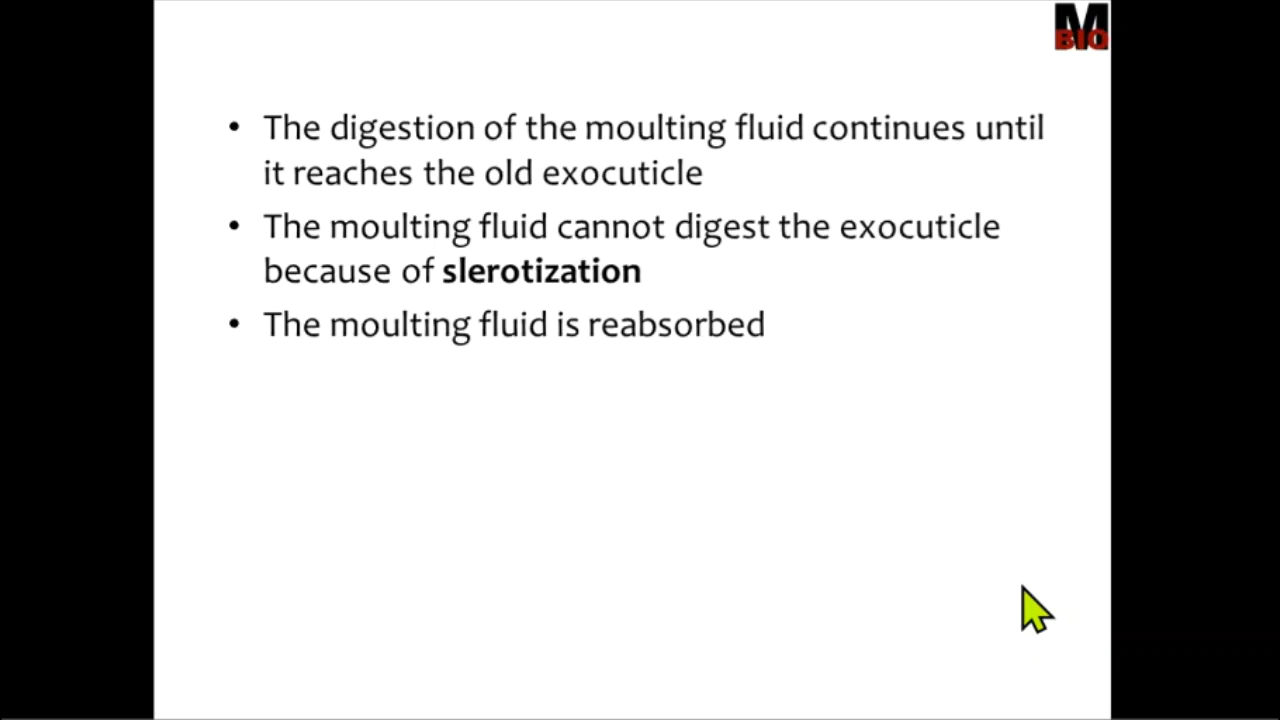 M
BIO
• The digestion of the moulting fluid continues until
it reaches the old exocuticle
• The moulting fluid cannot digest the exocuticle
because of slerotization
• The moulting fluid is reabsorbed